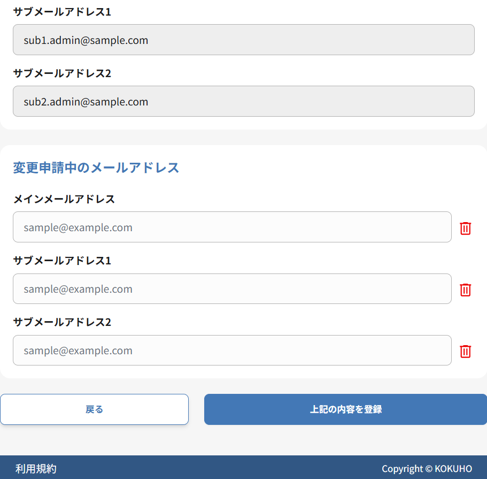 サブメールアドレス1
sub1.admin@sample.com
サブメールアドレス2
sub2.admin@sample.com
変更申請中のメールアドレス
メインメールアドレス
sample@example.com
サブメールアドレス1
sample@example.com
サブメールアドレス2
sample@example.com
戻る
上記の内容を登録
利用規約
Copyright © KOKUHO